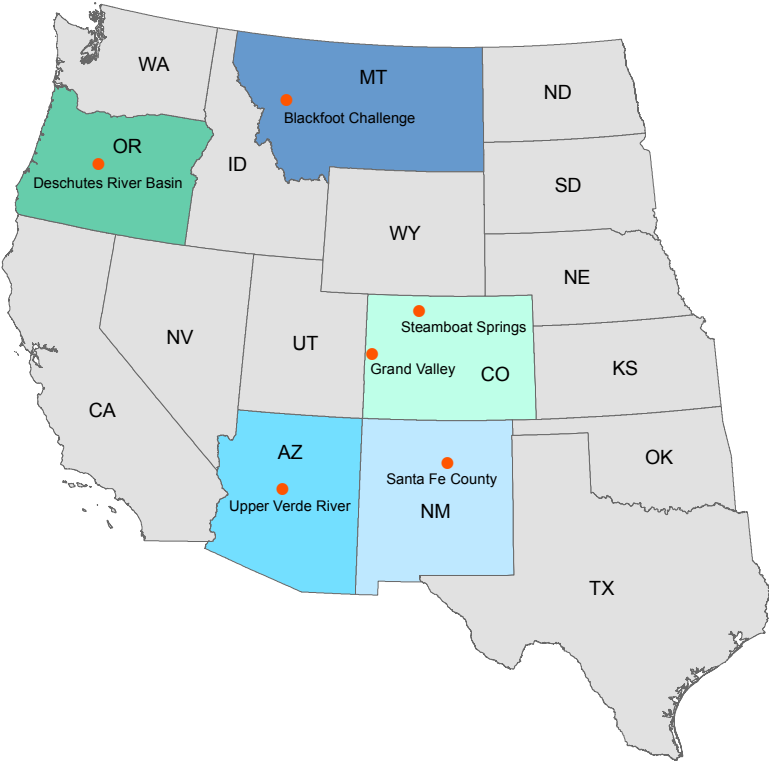 WA
MT
ND
Blackfoot Challenge
OR
ID
Deschutes River Basin
SD
WY
NE
Steamboat Springs
NV
UT
Grand Valley
CO
KS
CA
AZ
OK
Santa Fe County
Upper Verde River
NM
TX